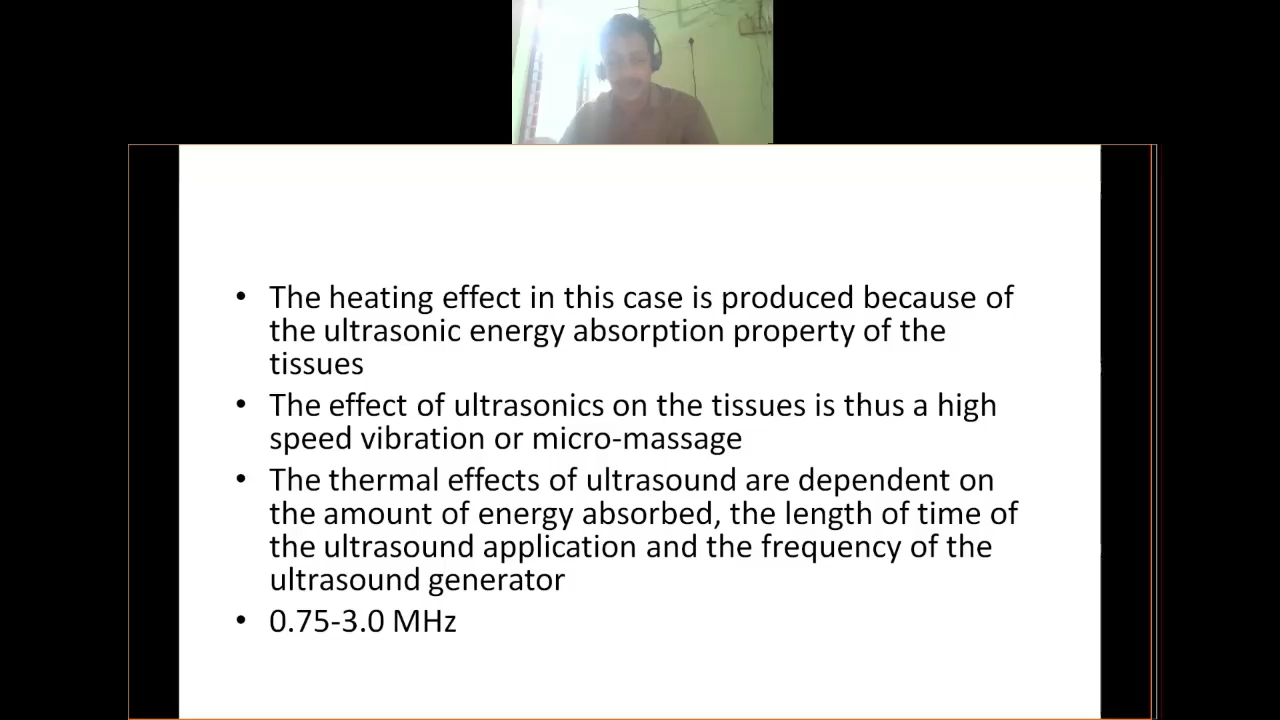 • The heating effect in this case is produced because of
the ultrasonic energy absorption property of the
tissues
• The effect of ultrasonics on the tissues is thus a high
speed vibration or micro-massage
• The thermal effects of ultrasound are dependent on
the amount of energy absorbed, the length of time of
the ultrasound application and the frequency of the
ultrasound generator
• 0.75-3.0 MHz